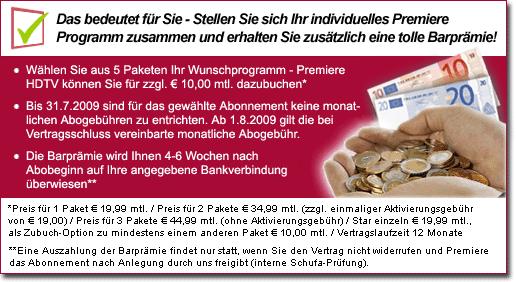 Das bedeutet für Sie - Stellen Sie sich Ihr individuelles Premiere
Programm zusammen und erhalten Sie zusätzlich eine tolle Barprämie!
• Wählen Sie aus 5 Paketen Ihr Wunschprogramm - Premiere
HDTV können Sie für zzgl. € 10,00 mtl. dazubuchen*
• Bis 31.7.2009 sind für das gewählte Abonnement keine monat-
lichen Abogebühren zu entrichten. Ab 1.8.2009 gilt die bei
Vertragsschluss vereinbarte monatliche Abogebühr.
• Die Barprämie wird Ihnen 4-6 Wochen nach
Abobeginn auf Ihre angegebene Bankverbindung
überwiesen**
10
20
*Preis für 1 Paket € 19,99 mtl. / Preis für 2 Pakete € 34,99 mtl. (zzgl. einmaliger Aktivierungsgebühr
von € 19,00) / Preis für 3 Pakete € 44,99 mtl. (ohne Aktivierungsgebühr) / Star einzeln € 19,99 mtl.,
als Zubuch-Option zu mindestens einem anderen Paket € 10,00 mtl. / Vertragslaufzeit 12 Monate
**Eine Auszahlung der Barprämie findet nur statt, wenn Sie den Vertrag nicht widerrufen und Premiere
das Abonnement nach Anlegung durch uns freigibt (interne Schufa-Prüfung).